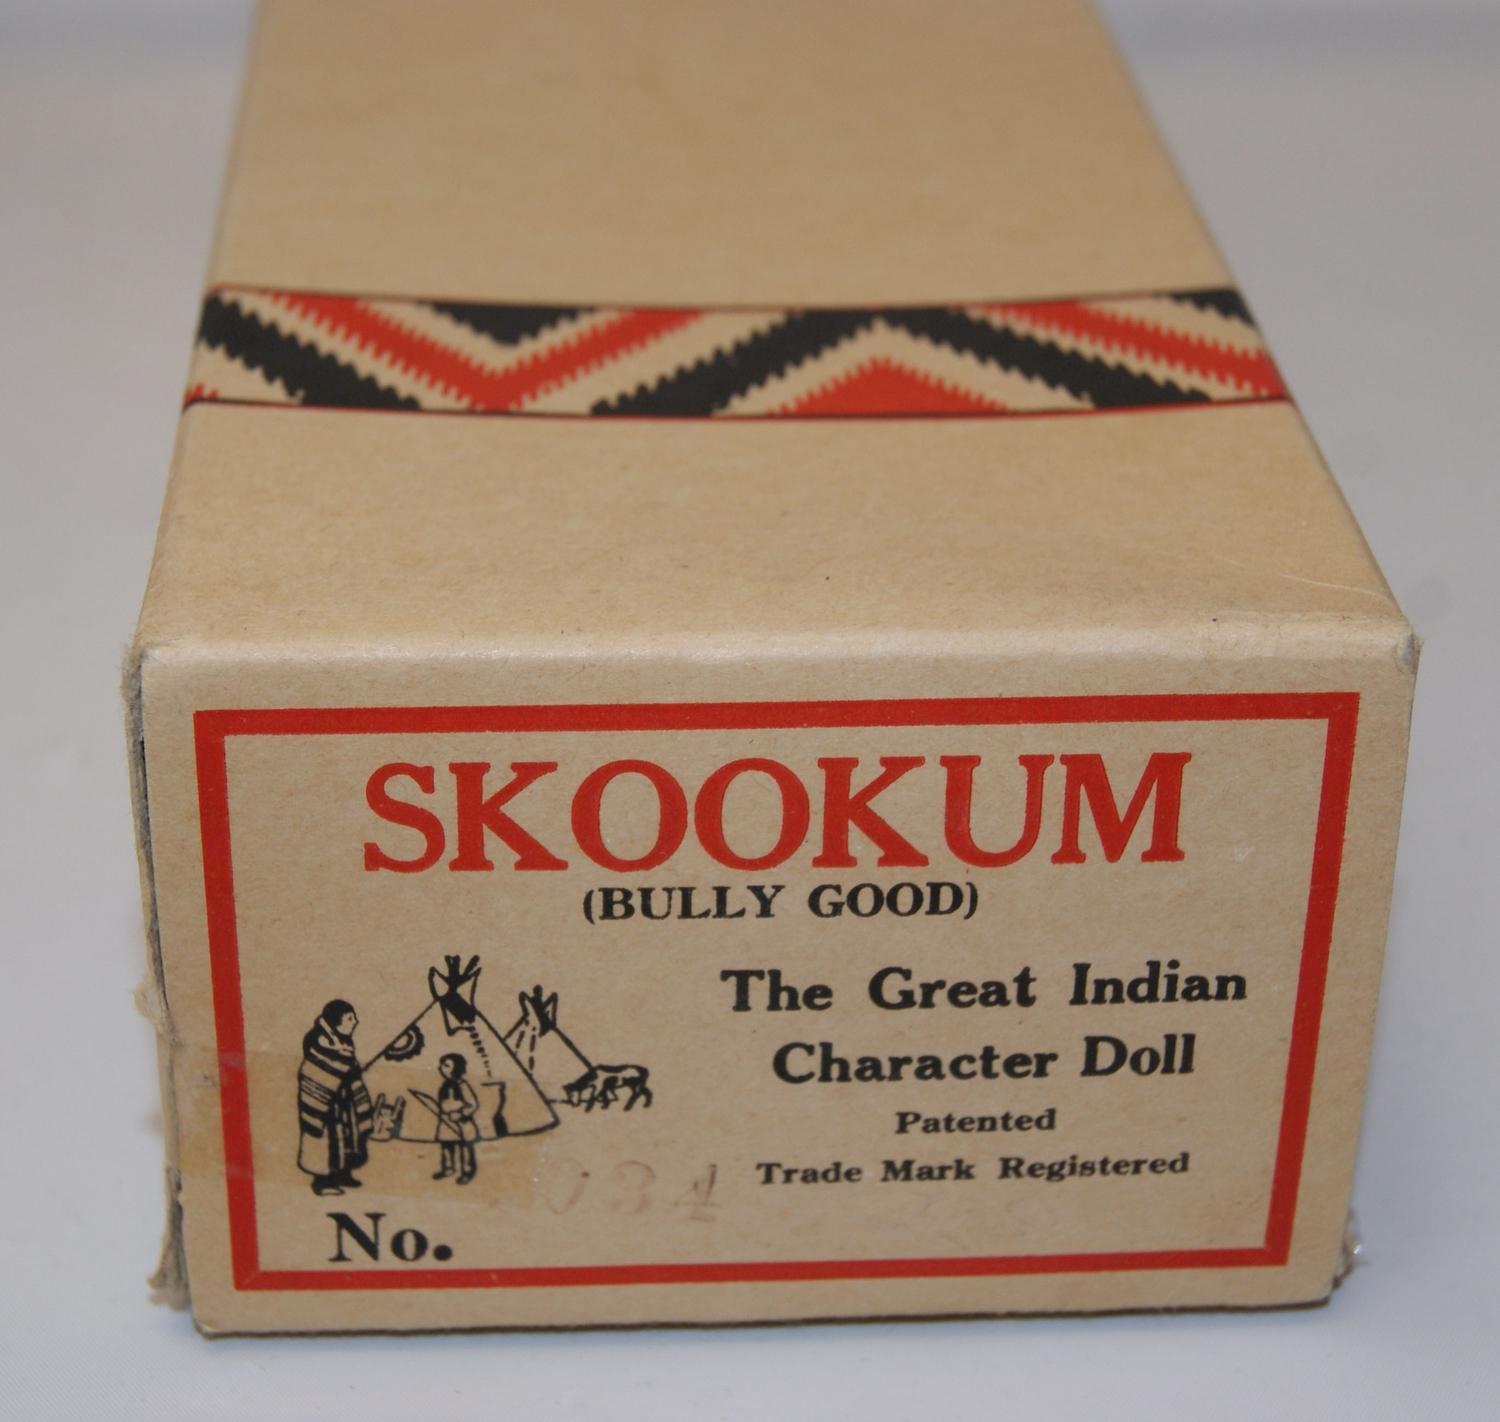 SKOOKUM
(BULLY GOOD)
The Great Indian
Character Doll
Patented
Trade Mark Registered
No.